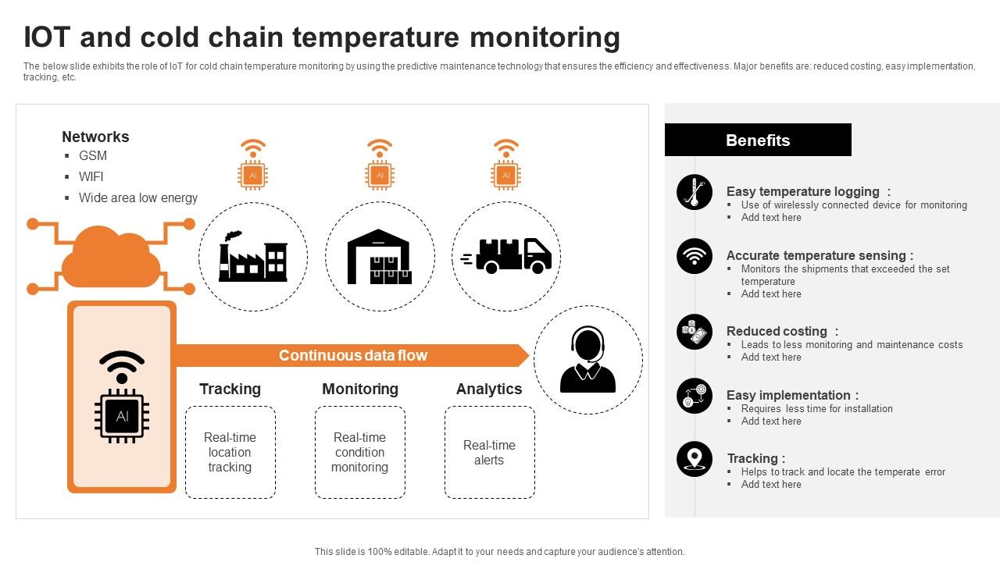 IOT and cold chain temperature monitoring
The below slide exhibits the role of IoT for cold chain temperature monitoring by using the predictive maintenance technology that ensures the efficiency and effectiveness. Major benefits are: reduced costing, easy implementation,
tracking, etc.
Networks
▪ GSM
▪ WIFI
▪ Wide area low energy
AI
AI
AI
AI
Continuous data flow
Tracking
Real-time
location
tracking
Monitoring
Real-time
condition
monitoring
Analytics
Real-time
alerts
Benefits
Easy temperature logging :
▪ Use of wirelessly connected device for monitoring
▪ Add text here
Accurate temperature sensing :
▪ Monitors the shipments that exceeded the set
temperature
▪ Add text here
Reduced costing :
▪ Leads to less monitoring and maintenance costs
▪ Add text here
Easy implementation :
▪ Requires less time for installation
▪ Add text here
Tracking :
▪ Helps to track and locate the temperate error
▪ Add text here
This slide is 100% editable. Adapt it to your needs and capture your audience's attention.